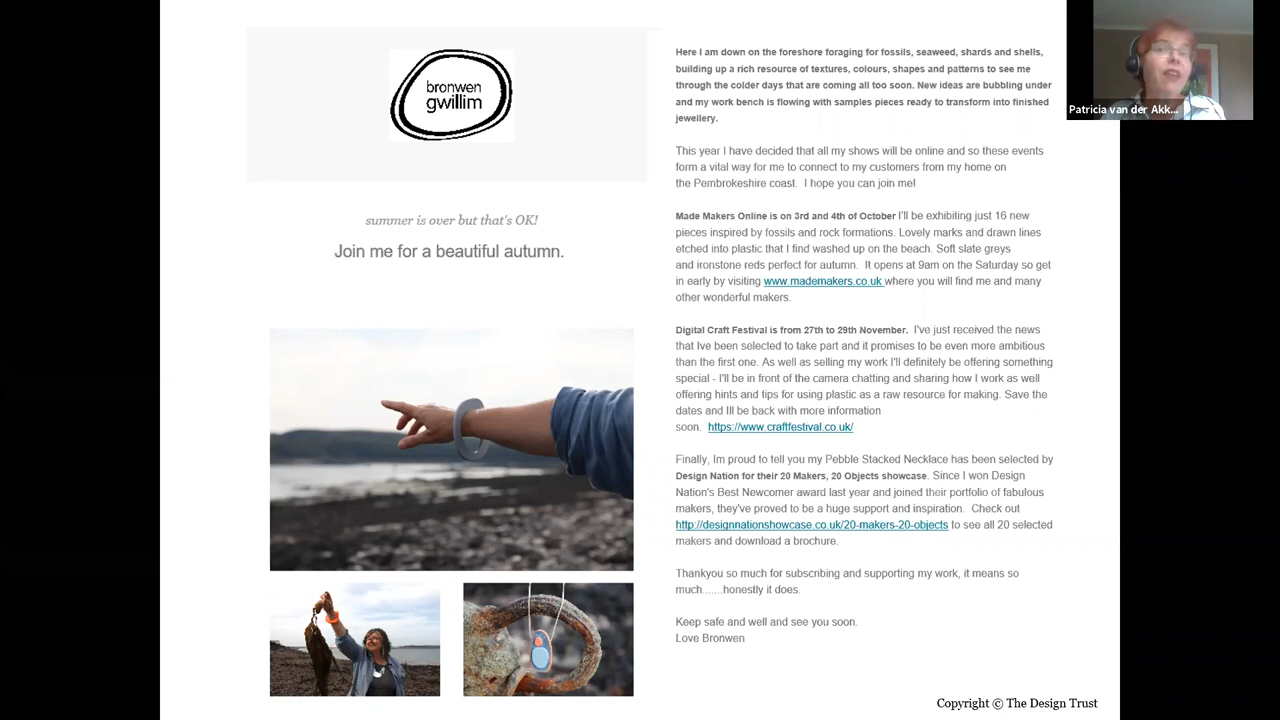 bronwen
gwillim
summer is over but that's OK!
Join me for a beautiful autumn.
Here I am down on the foreshore foraging for fossils, seaweed, shards and shells,
building up a rich resource of textures, colours, shapes and patterns to see me
through the colder days that are coming all too soon. New ideas are bubbling under
and my work bench is flowing with samples pieces ready to transform into finished
jewellery.
This year I have decided that all my shows will be online and so these events
form a vital way for me to connect to my customers from my home on
the Pembrokeshire coast. I hope you can join me!
Made Makers Online is on 3rd and 4th of October I'll be exhibiting just 16 new
pieces inspired by fossils and rock formations. Lovely marks and drawn lines
etched into plastic that I find washed up on the beach. Soft slate greys
and ironstone reds perfect for autumn. It opens at 9am on the Saturday so get
in early by visiting www.mademakers.co.uk where you will find me and many
other wonderful makers.
Digital Craft Festival is from 27th to 29th November. I've just received the news
that Ive been selected to take part and it promises to be even more ambitious
than the first one. As well as selling my work I'll definitely be offering something
special - I'll be in front of the camera chatting and sharing how I work as well
offering hints and tips for using plastic as a raw resource for making. Save the
dates and Ill be back with more information
soon. https://www.craftfestival.co.uk/
Finally, Im proud to tell you my Pebble Stacked Necklace has been selected by
Design Nation for their 20 Makers, 20 Objects showcase. Since I won Design
Nation's Best Newcomer award last year and joined their portfolio of fabulous
makers, they've proved to be a huge support and inspiration. Check out
http://designnationshowcase.co.uk/20-makers-20-objects to see all 20 selected
makers and download a brochure.
Thankyou so much for subscribing and supporting my work, it means so
much.......honestly it does.
Keep safe and well and see you soon.
Love Bronwen
Patricia van der Akk...
Copyright © The Design Trust